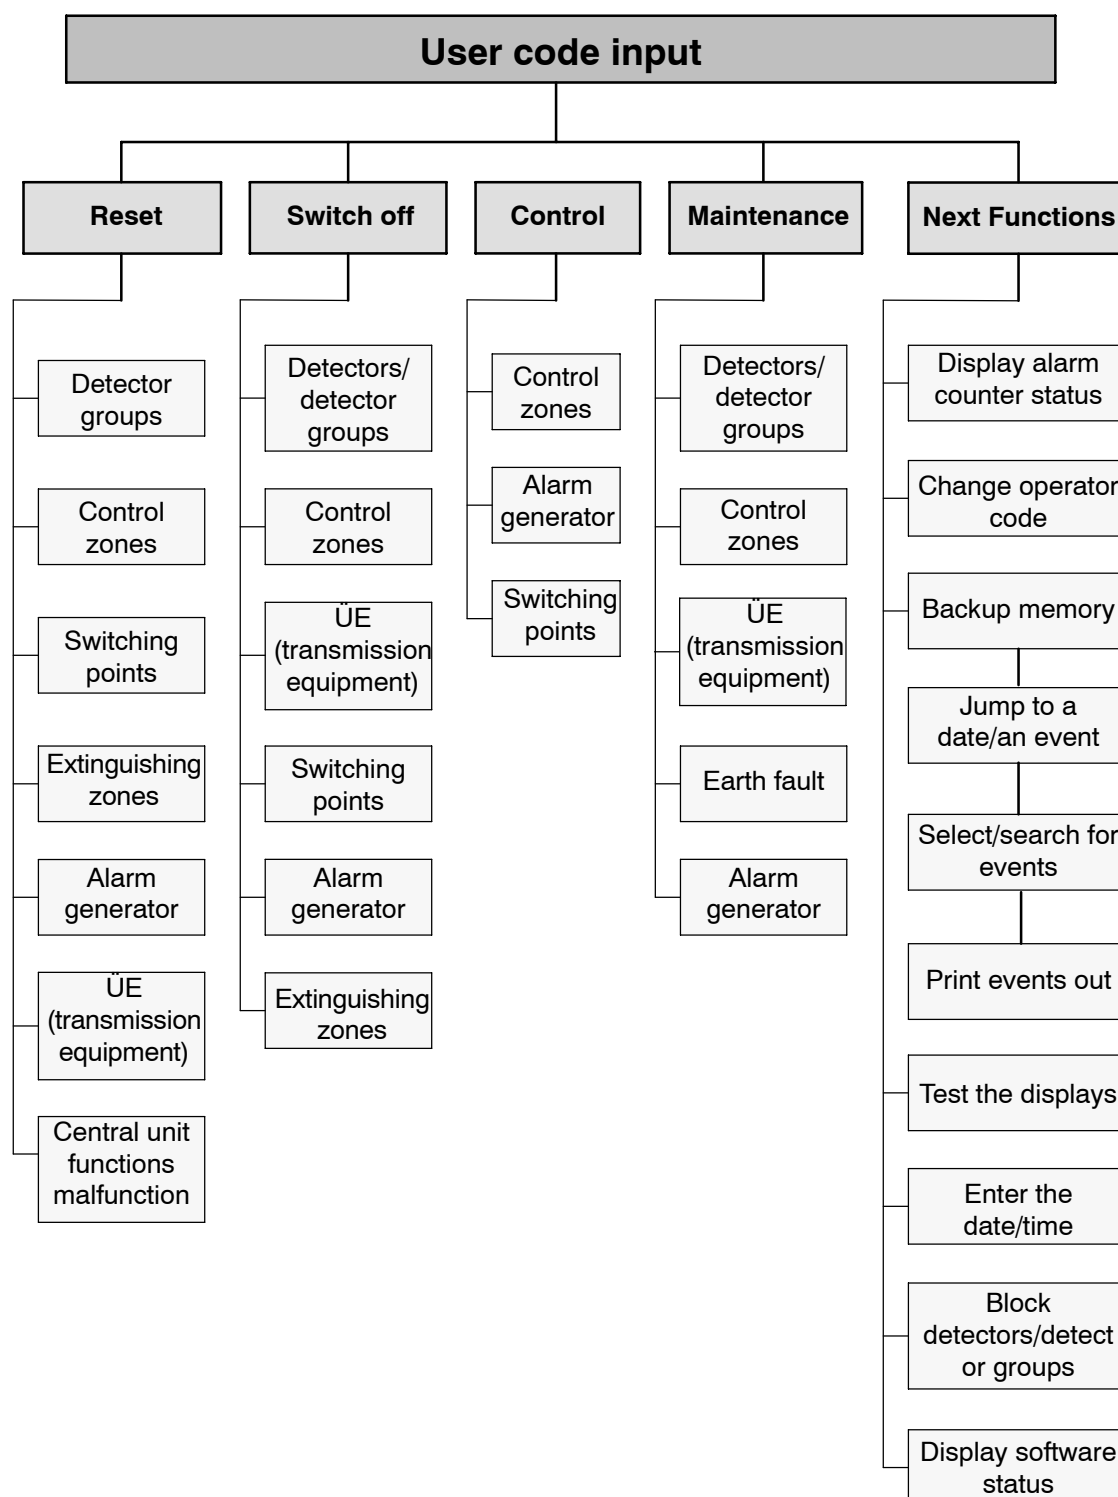 User code input
Reset
Switch off
Control
Maintenance
Next Functions
Detector
groups
Control
zones
Switching
points
Extinguishing
zones
Alarm
generator
ÜE
(transmission
equipment)
Central unit
functions
malfunction
Detectors/
detector
groups
Control
zones
ÜE
(transmission
equipment)
Switching
points
Alarm
generator
Extinguishing
zones
Control
zones
Alarm
generator
Switching
points
Detectors/
detector
groups
Control
zones
ÜE
(transmission
equipment)
Earth fault
Alarm
generator
Display alarm
counter status
Change operator
code
Backup memory
Jump to a
date/an event
Select/search for
events
Print events out
Test the displays
Enter the
date/time
Block
detectors/detect
or groups
Display software
status